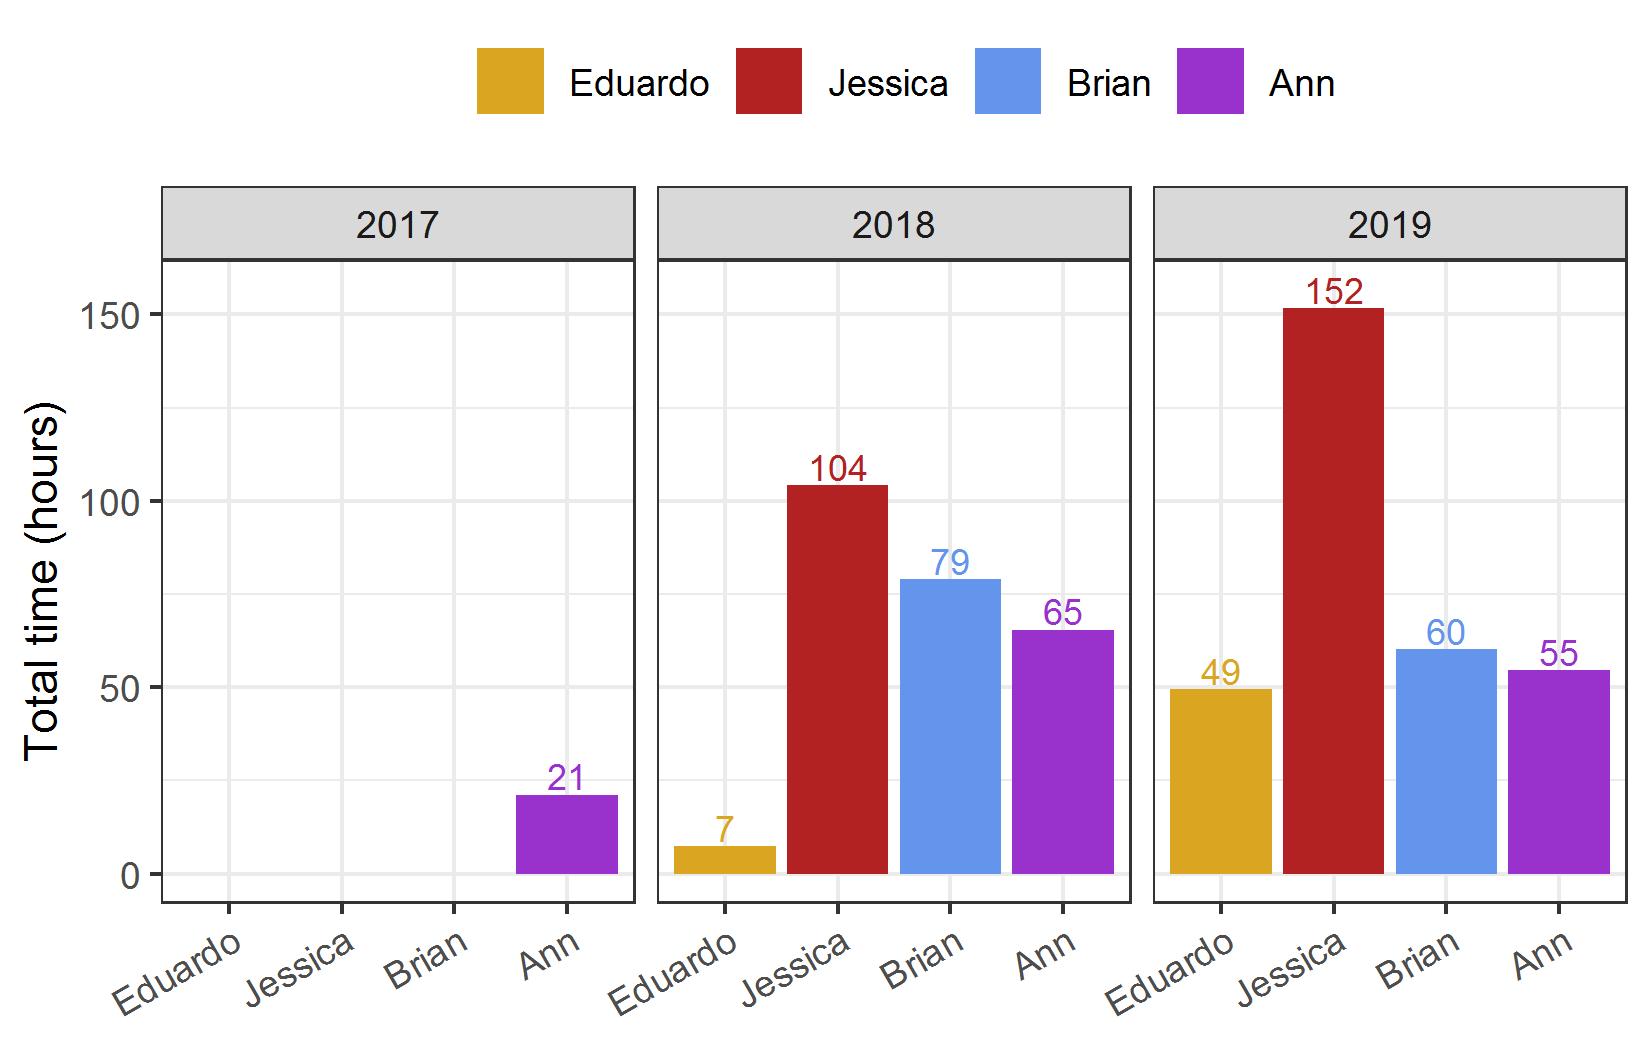 Eduardo Jessica Brian Ann
2017 2018 2019
Total time (hours)
150
100
50
0
21
7 104 79 65
49 152 60 55
Eduardo Jessica Brian Ann Eduardo Jessica Brian Ann Eduardo Jessica Brian Ann